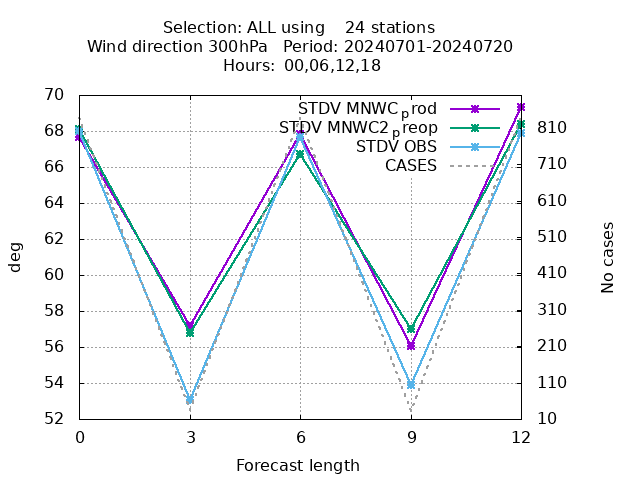 Selection: ALL using    24 stations
Wind direction 300hPa   Period: 20240701-20240720
Hours: 00,06,12,18
STDV MNWC_prod
STDV MNWC2_preop
STDV OBS
CASES
70
68
66
64
62
60
58
56
54
52
810
710
610
510
410
310
210
110
10
deg
No cases
0 3 6 9 12
Forecast length